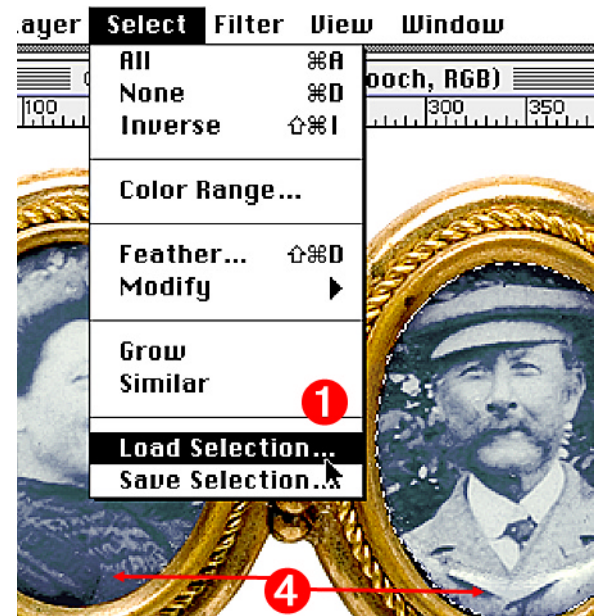 ayer Select Filter View Window
All ⌘A
ooch, RGB)
None ⌘D
100 300 350
Inverse ⇧⌘I
Color Range...
Feather... ⇧⌘D
Modify ▶
Grow
Similar
1
Load Selection...
Save Selection...
4